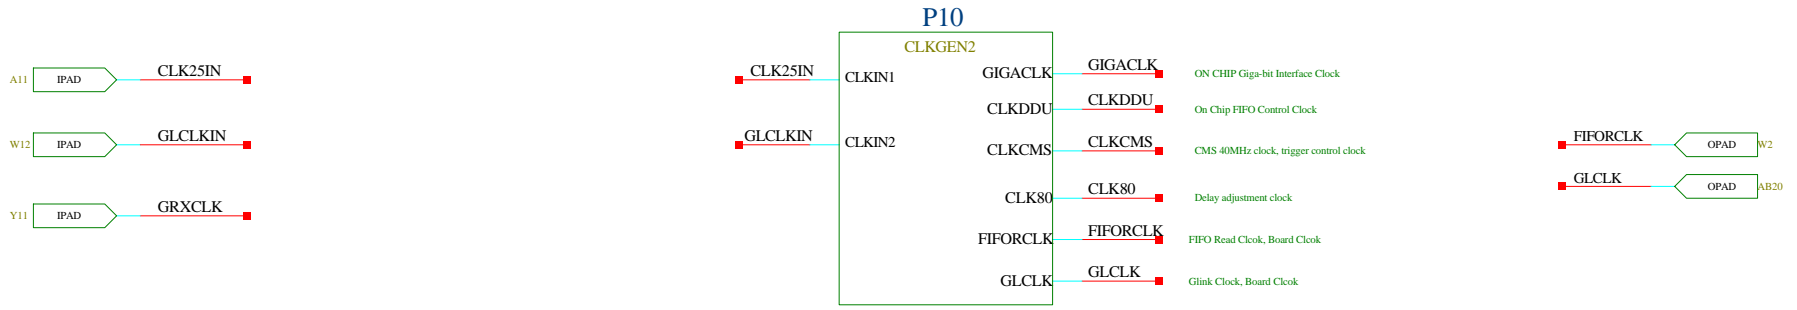 P10
CLKGEN2
A11 IPAD CLK25IN
W12 IPAD GLCLKIN
Y11 IPAD GRXCLK
CLK25IN CLKIN1
GLCLKIN CLKIN2
GIGACLK GIGACLK ON CHIP Giga-bit Interface Clock
CLKDDU CLKDDU On Chip FIFO Control Clock
CLKCMS CLKCMS CMS 40MHz clock, trigger control clock
CLK80 CLK80 Delay adjustment clock
FIFORCLK FIFORCLK FIFO Read Clcok, Board Clcok
GLCLK GLCLK Glink Clock, Board Clcok
FIFORCLK OPAD W2
GLCLK OPAD AB20